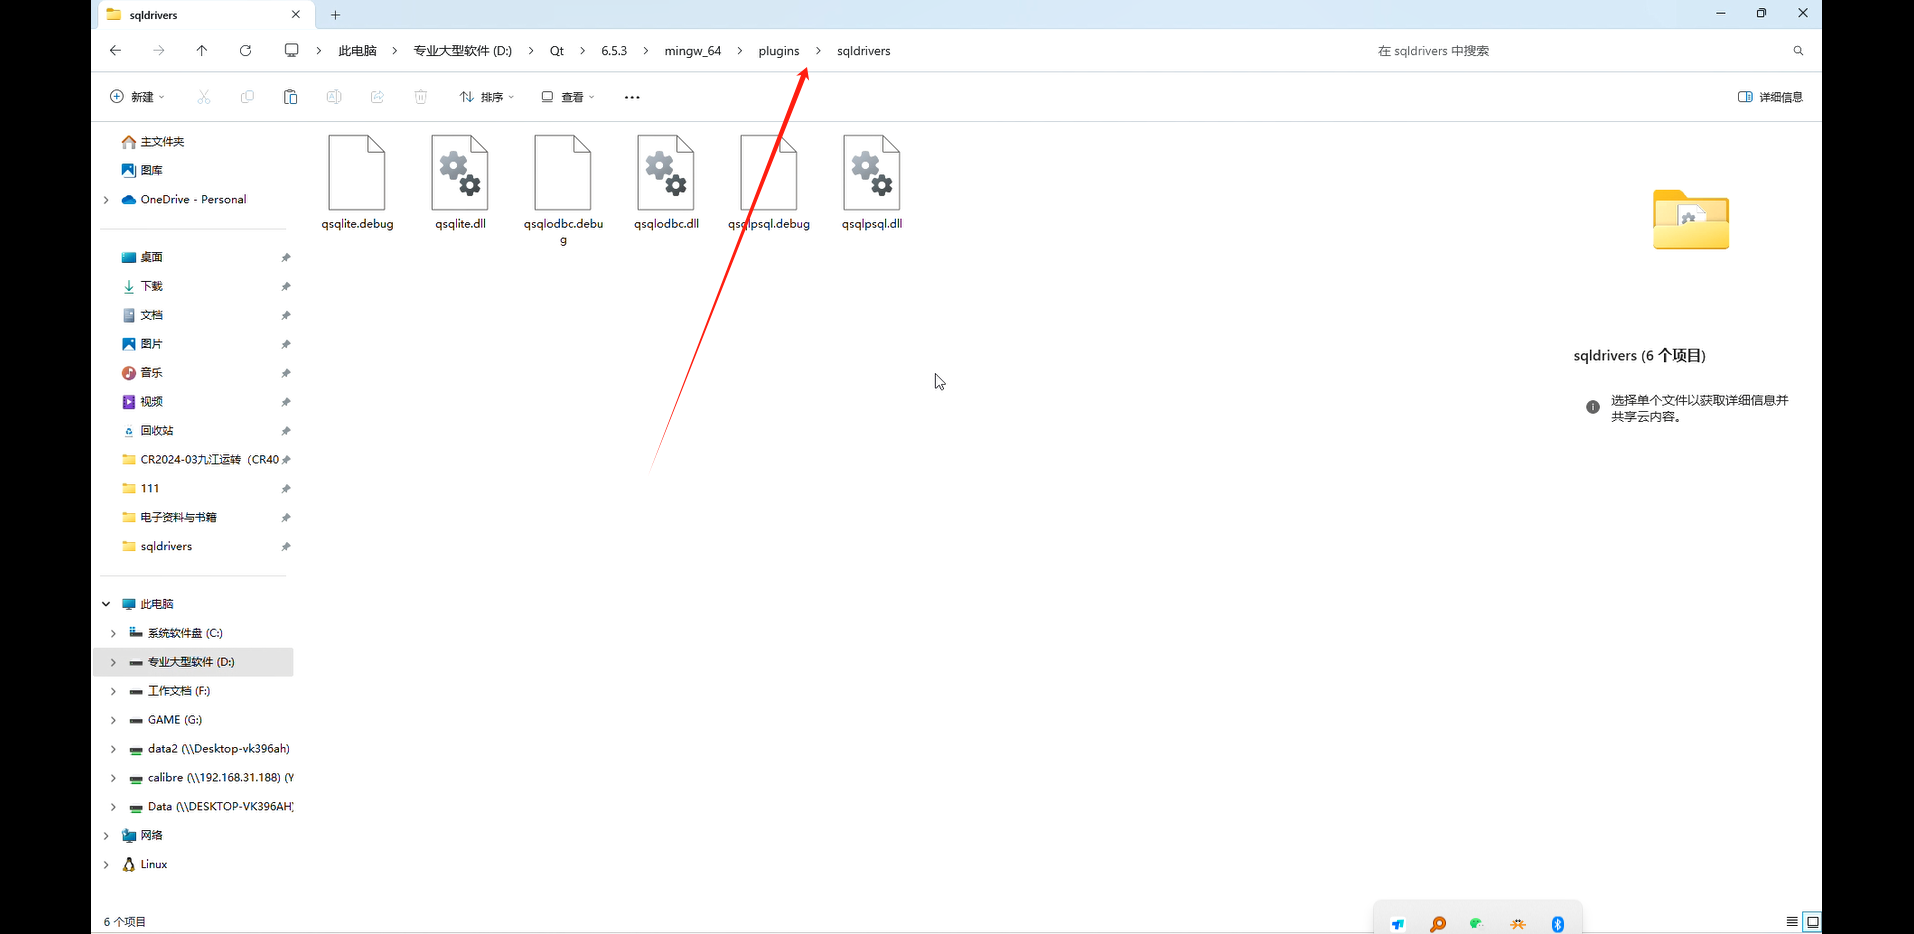 sqldrivers
此电脑
专业大型软件 (D:)
Qt
6.5.3
mingw_64
plugins
sqldrivers
在 sqldrivers 中搜索
新建
排序
查看
详细信息
主文件夹
图库
OneDrive - Personal
桌面
下载
文档
图片
音乐
视频
回收站
CR2024-03九江运转（CR40
111
电子资料与书籍
sqldrivers
此电脑
系统软件盘 (C:)
专业大型软件 (D:)
工作文档 (F:)
GAME (G:)
data2 (\\Desktop-vk396ah)
calibre (\\192.168.31.188) (Y
Data (\\DESKTOP-VK396AH)
网络
Linux
qsqlite.debug
qsqlite.dll
qsqlodbc.debu
g
qsqlodbc.dll
qsqlpsql.debug
qsqlpsql.dll
sqldrivers (6 个项目)
选择单个文件以获取详细信息并
共享云内容。
6 个项目